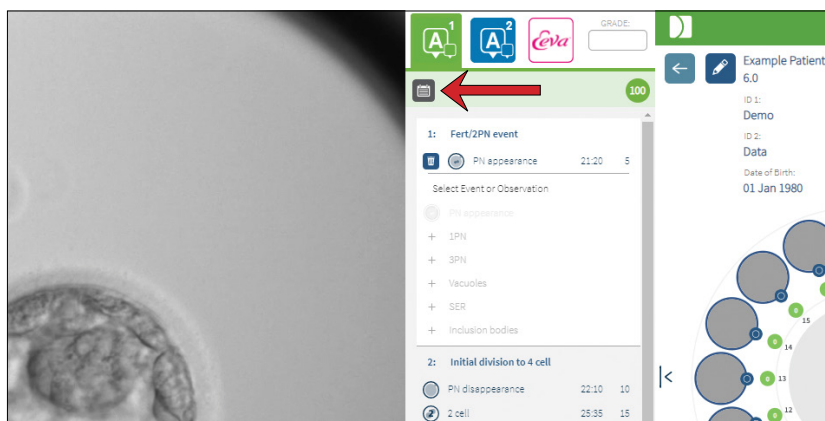 A 1
A 2
Eva
GRADE:
100
1: Fert/2PN event
PN appearance 21:20 5
Select Event or Observation
PN appearance
+ 1PN
+ 3PN
+ Vacuoles
+ SER
+ Inclusion bodies
2: Initial division to 4 cell
PN disappearance 22:10 10
2 cell 25:35 15
Example Patient
6.0
ID 1:
Demo
ID 2:
Data
Date of Birth:
01 Jan 1980
0 15
0 14
0 13
0 12